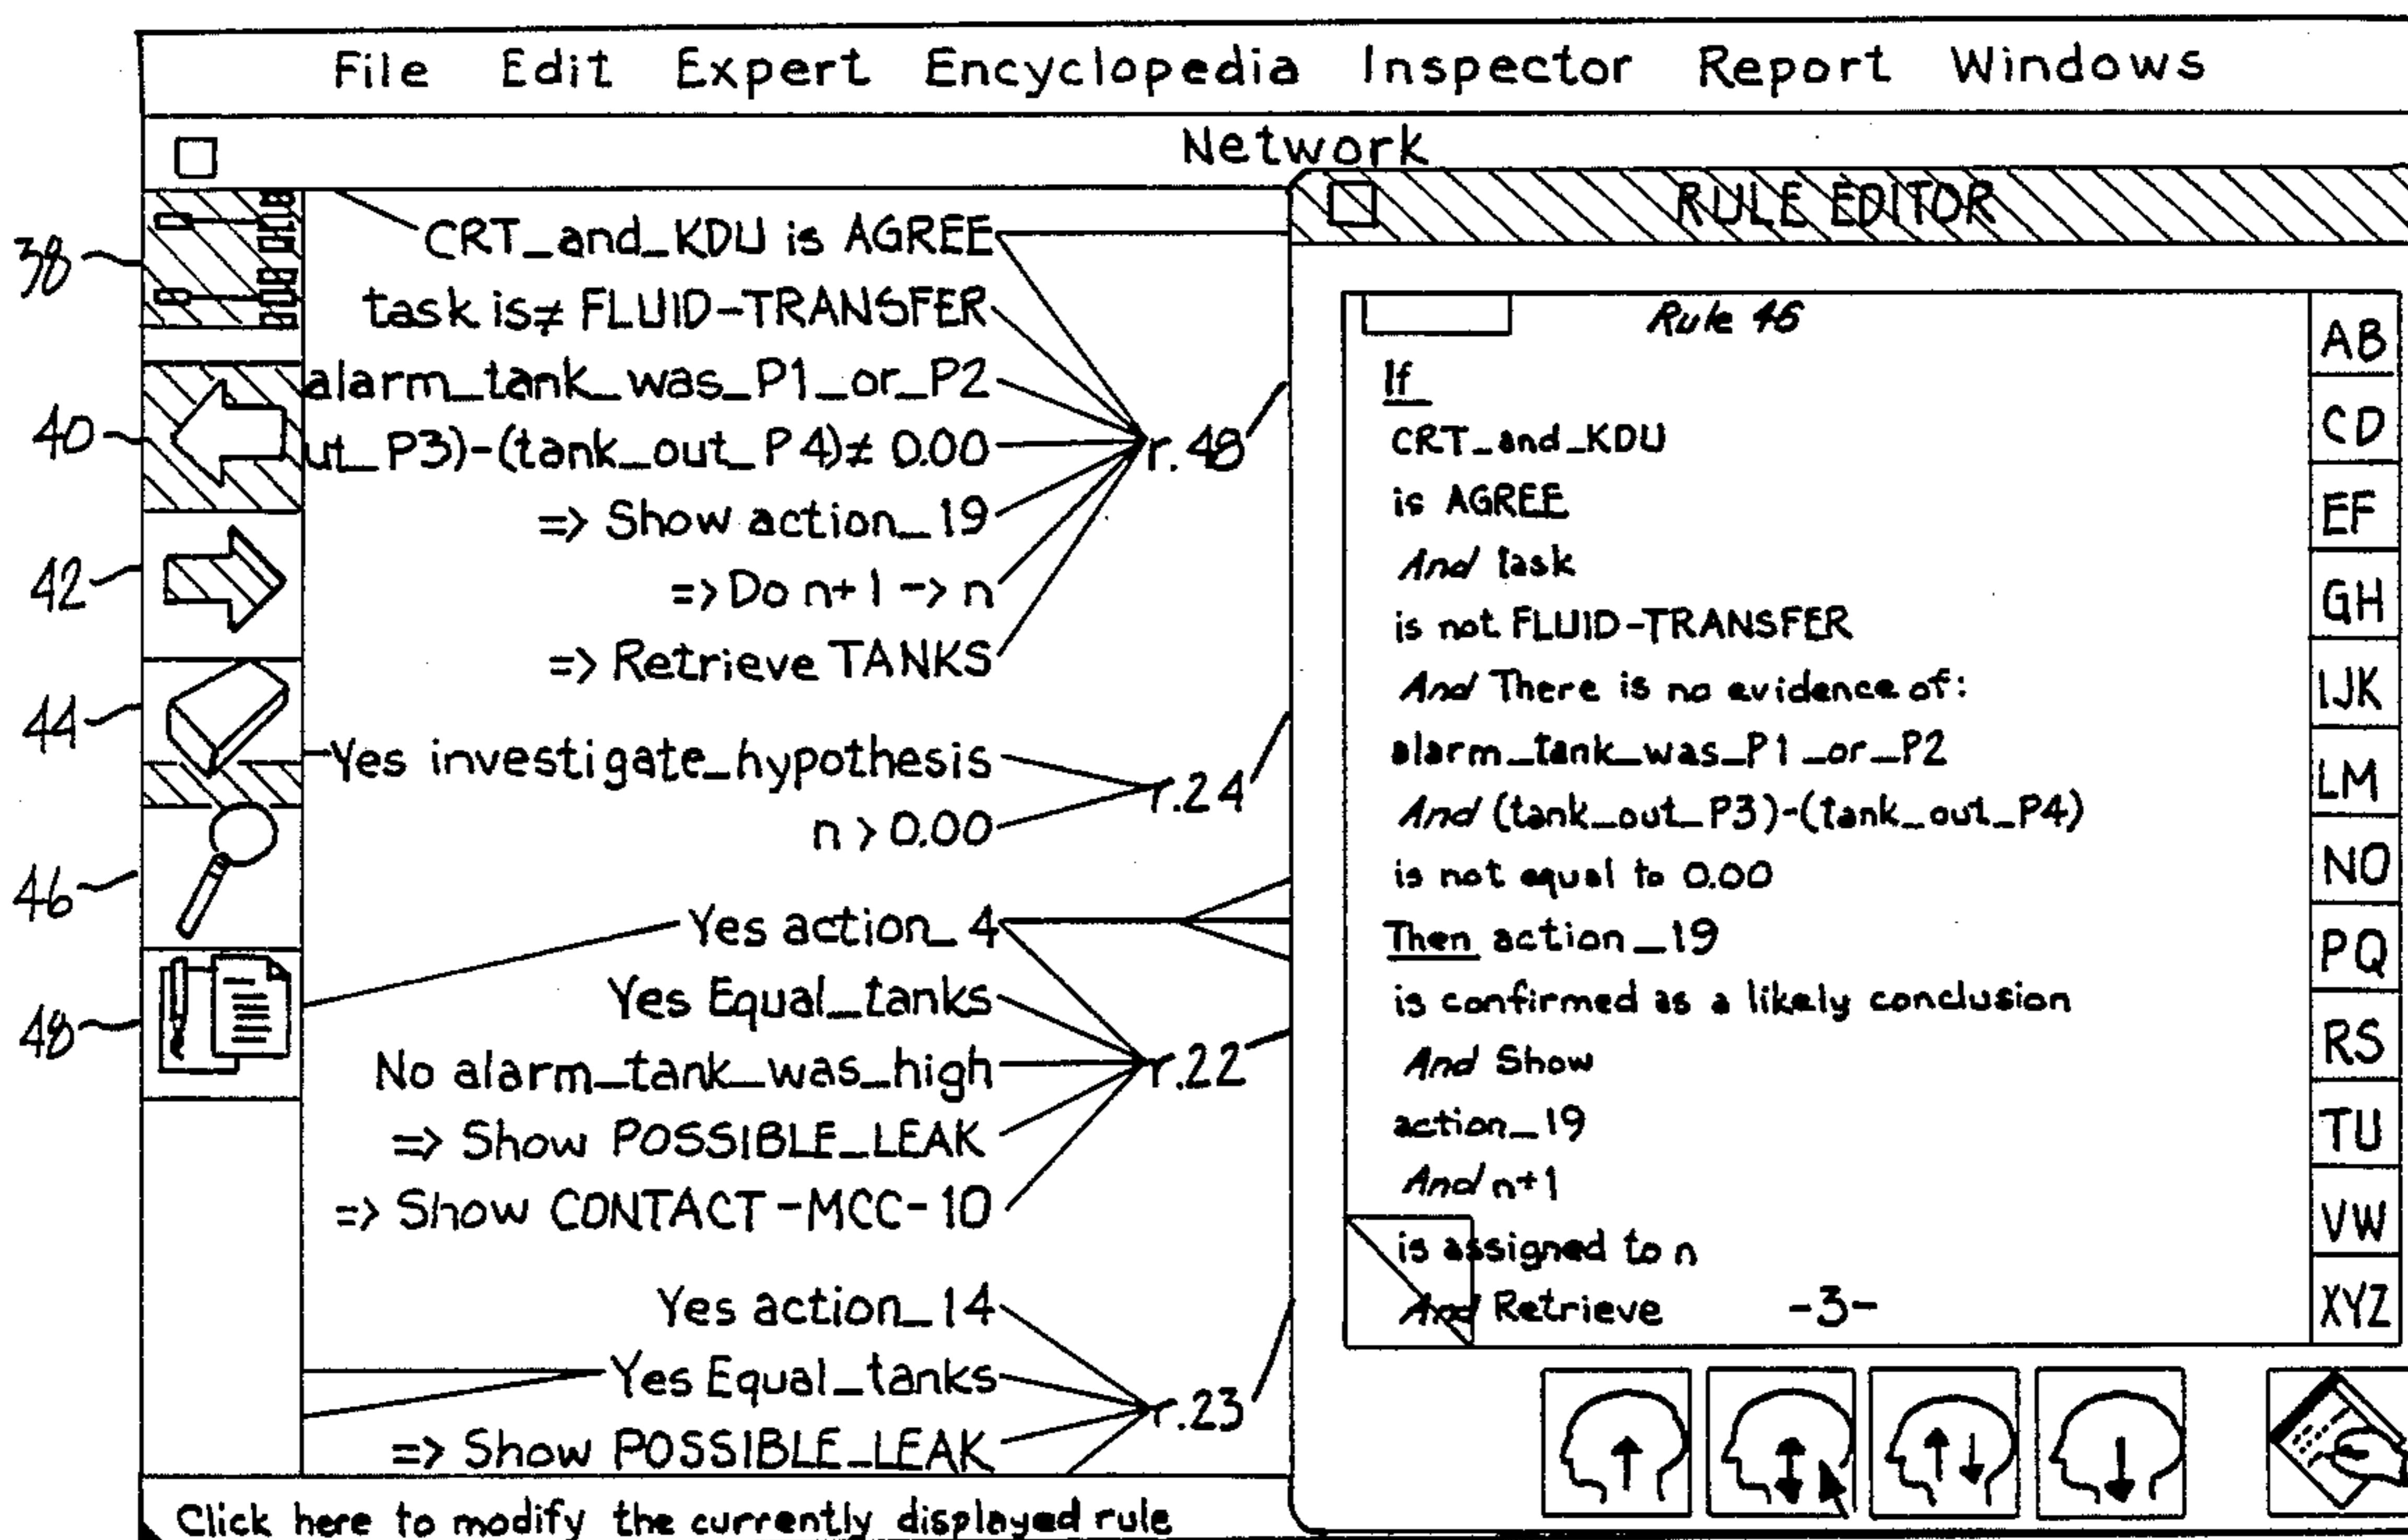 File Edit Expert Encyclopedia Inspector Report Windows
Network
38
40
42
44
46
48
CRT_and_KDU is AGREE
task is ≠ FLUID-TRANSFER
alarm_tank_was_P1_or_P2
ut_P3)-(tank_out_P4)≠ 0.00
=> Show action_19
=> Do n+1 -> n
=> Retrieve TANKS
r.48
Yes investigate_hypothesis
n > 0.00
r.24
Yes action_4
Yes Equal_tanks
No alarm_tank_was_high
=> Show POSSIBLE_LEAK
=> Show CONTACT-MCC-10
r.22
Yes action_14
Yes Equal_tanks
=> Show POSSIBLE_LEAK
r.23
Click here to modify the currently displayed rule
RULE EDITOR
Rule 46
If
CRT_and_KDU
is AGREE
And task
is not FLUID-TRANSFER
And There is no evidence of:
alarm_tank_was_P1_or_P2
And (tank_out_P3)-(tank_out_P4)
is not equal to 0.00
Then action_19
is confirmed as a likely conclusion
And Show
action_19
And n+1
is assigned to n
And Retrieve -3-
AB
CD
EF
GH
IJK
LM
NO
PQ
RS
TU
VW
XYZ